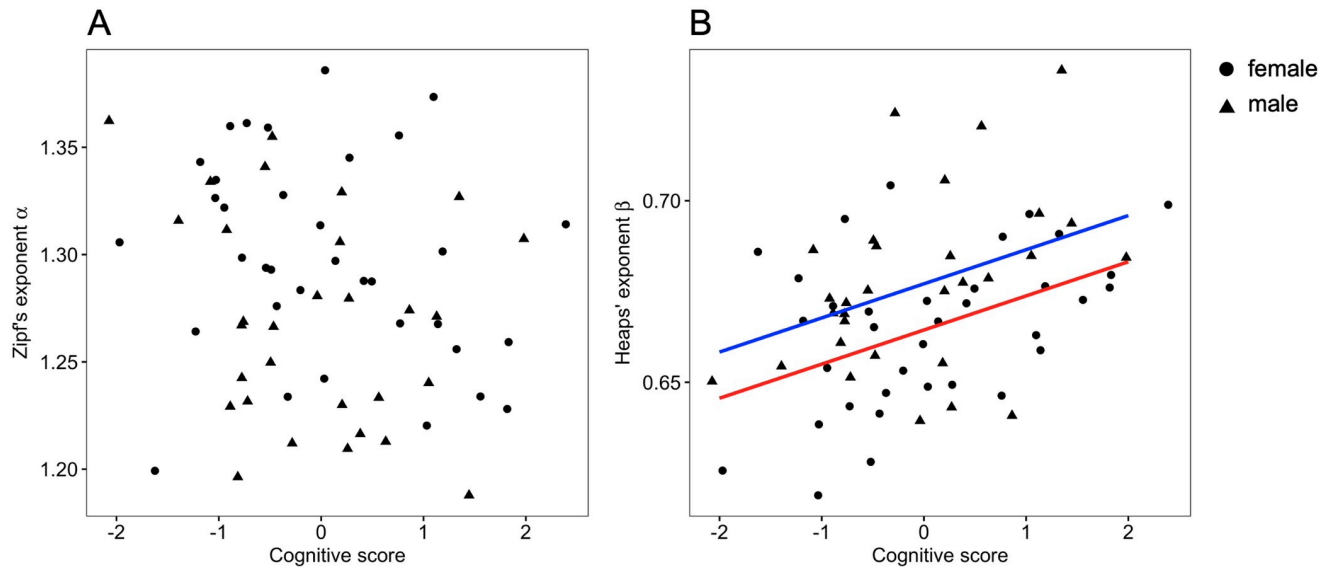 A
B
Zipf's exponent α
1.35
1.30
1.25
1.20
-2 -1 0 1 2
Cognitive score
Heaps' exponent β
0.70
0.65
-2 -1 0 1 2
Cognitive score
female
male